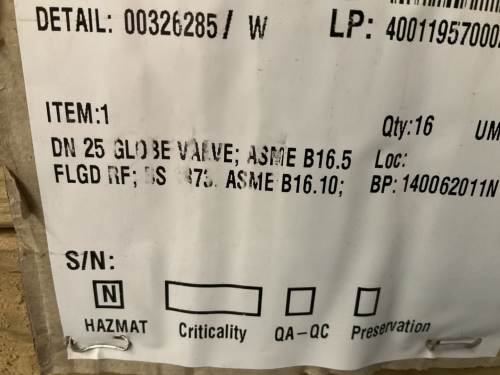 DETAIL: 00326285/ W LP: 4001195700
ITEM:1 Qty:16 UM
DN 25 GLOBE VALVE; ASME B16.5 Loc:
FLGD RF; ASME B16.10; BP: 140062011N
S/N:
N
HAZMAT Criticality QA-QC Preservation